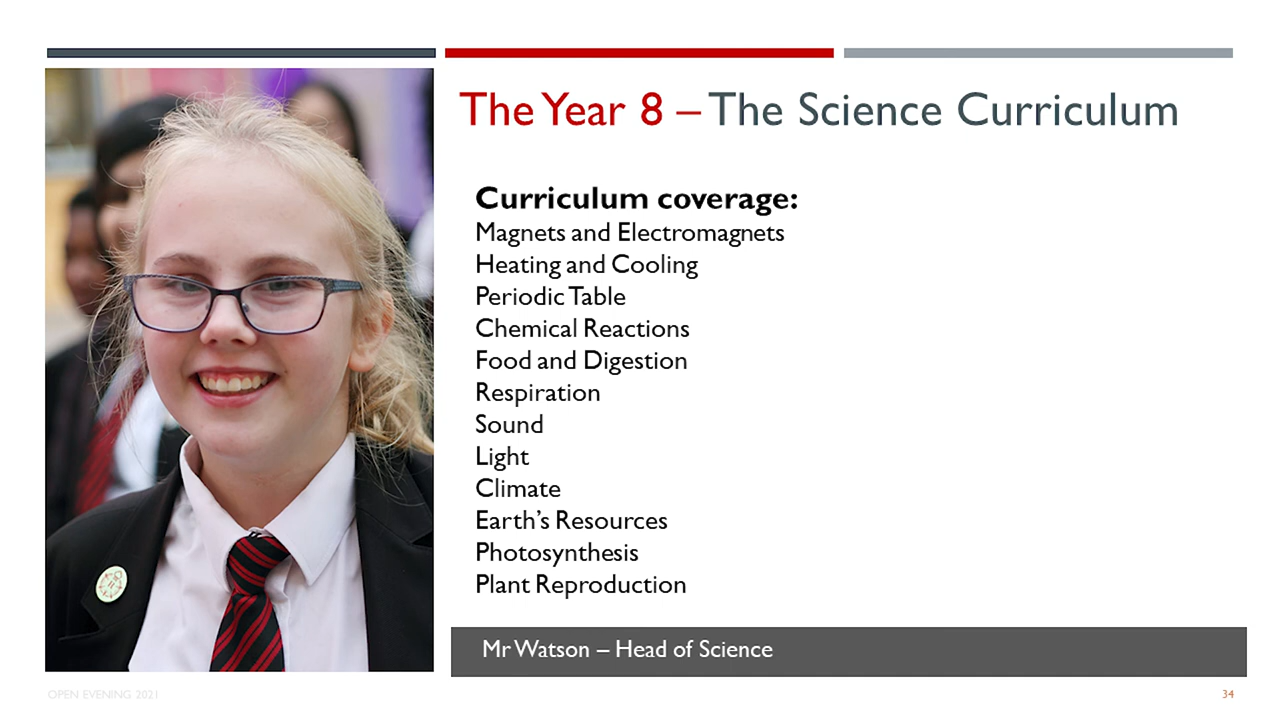 The Year 8 – The Science Curriculum
Curriculum coverage:
Magnets and Electromagnets
Heating and Cooling
Periodic Table
Chemical Reactions
Food and Digestion
Respiration
Sound
Light
Climate
Earth’s Resources
Photosynthesis
Plant Reproduction
Mr Watson – Head of Science
OPEN EVENING 2021
34